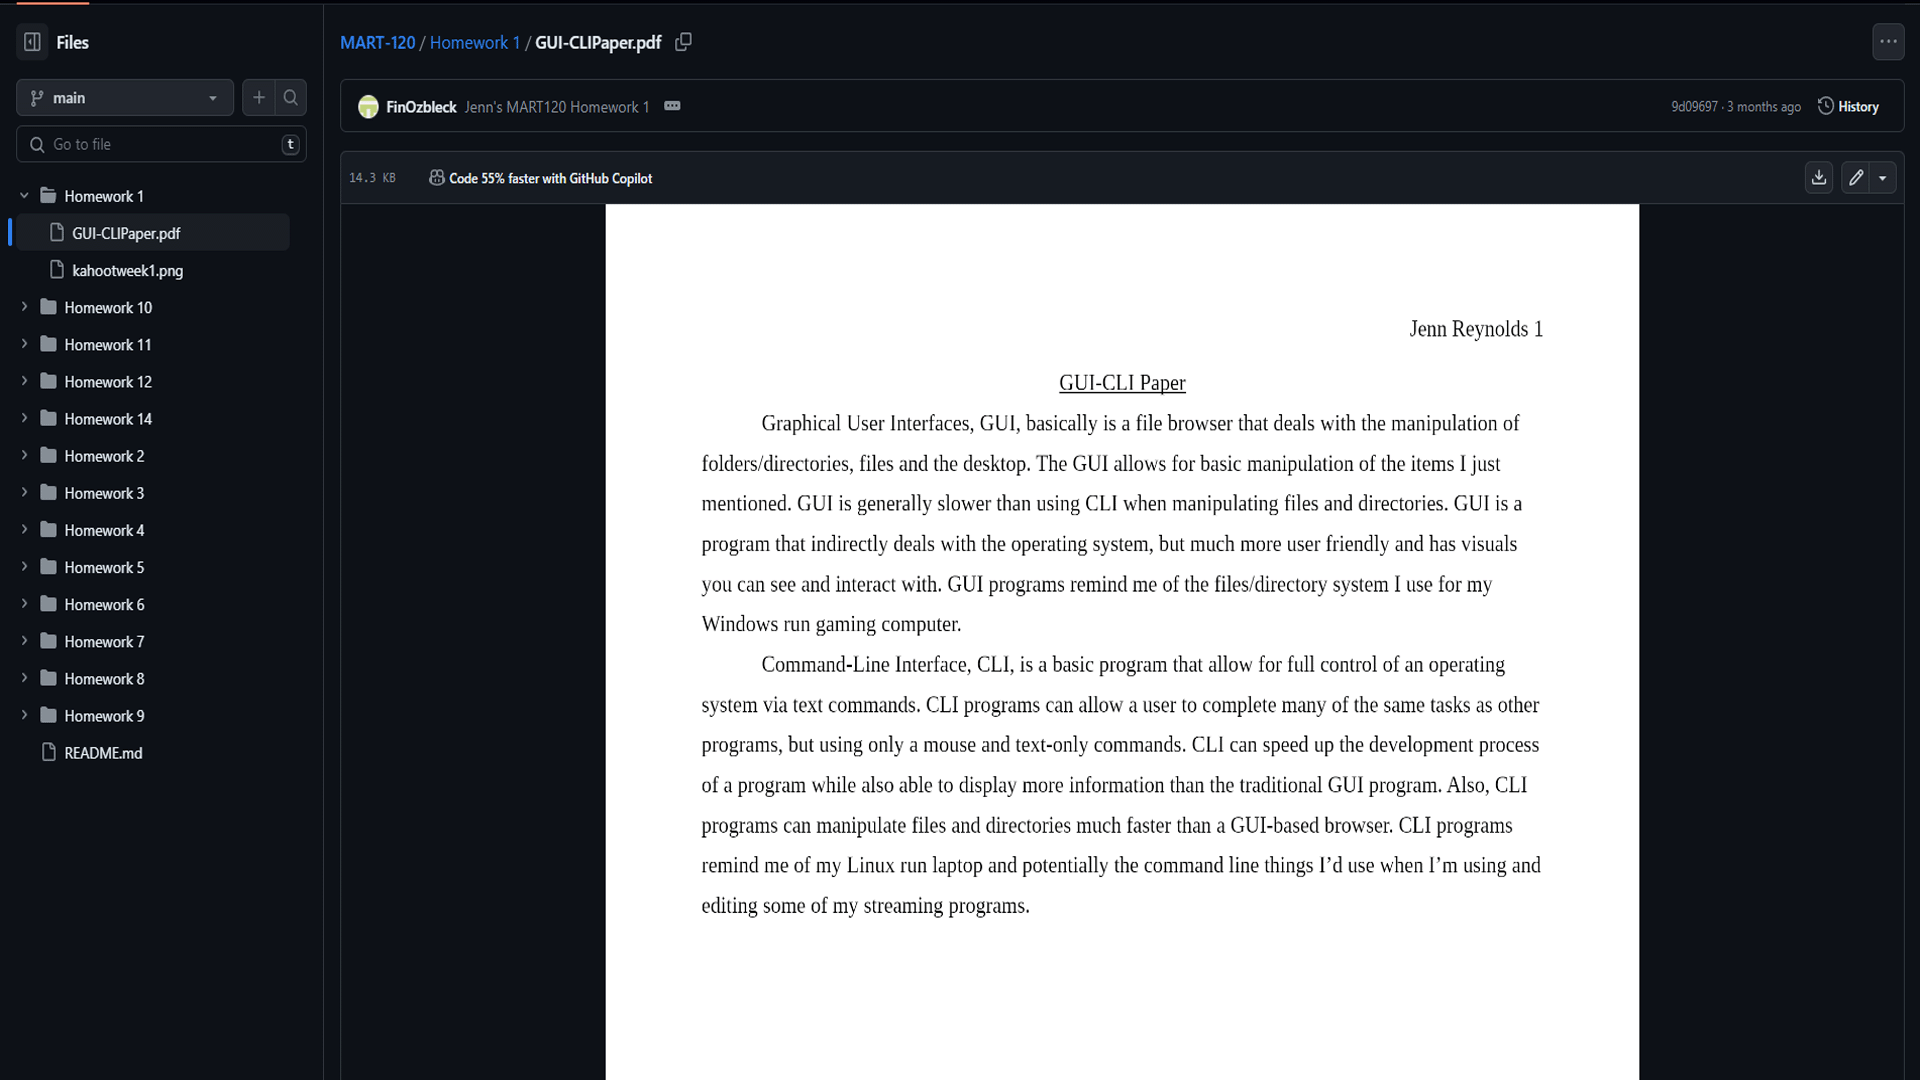 Files
main
Go to file
t
Homework 1
GUI-CLIPaper.pdf
kahootweek1.png
Homework 10
Homework 11
Homework 12
Homework 14
Homework 2
Homework 3
Homework 4
Homework 5
Homework 6
Homework 7
Homework 8
Homework 9
README.md
MART-120 / Homework 1 / GUI-CLIPaper.pdf
FinOzbleck Jenn's MART120 Homework 1
9d09697 · 3 months ago History
14.3 KB Code 55% faster with GitHub Copilot
Jenn Reynolds 1
GUI-CLI Paper
Graphical User Interfaces, GUI, basically is a file browser that deals with the manipulation of
folders/directories, files and the desktop. The GUI allows for basic manipulation of the items I just
mentioned. GUI is generally slower than using CLI when manipulating files and directories. GUI is a
program that indirectly deals with the operating system, but much more user friendly and has visuals
you can see and interact with. GUI programs remind me of the files/directory system I use for my
Windows run gaming computer.
Command-Line Interface, CLI, is a basic program that allow for full control of an operating
system via text commands. CLI programs can allow a user to complete many of the same tasks as other
programs, but using only a mouse and text-only commands. CLI can speed up the development process
of a program while also able to display more information than the traditional GUI program. Also, CLI
programs can manipulate files and directories much faster than a GUI-based browser. CLI programs
remind me of my Linux run laptop and potentially the command line things I’d use when I’m using and
editing some of my streaming programs.